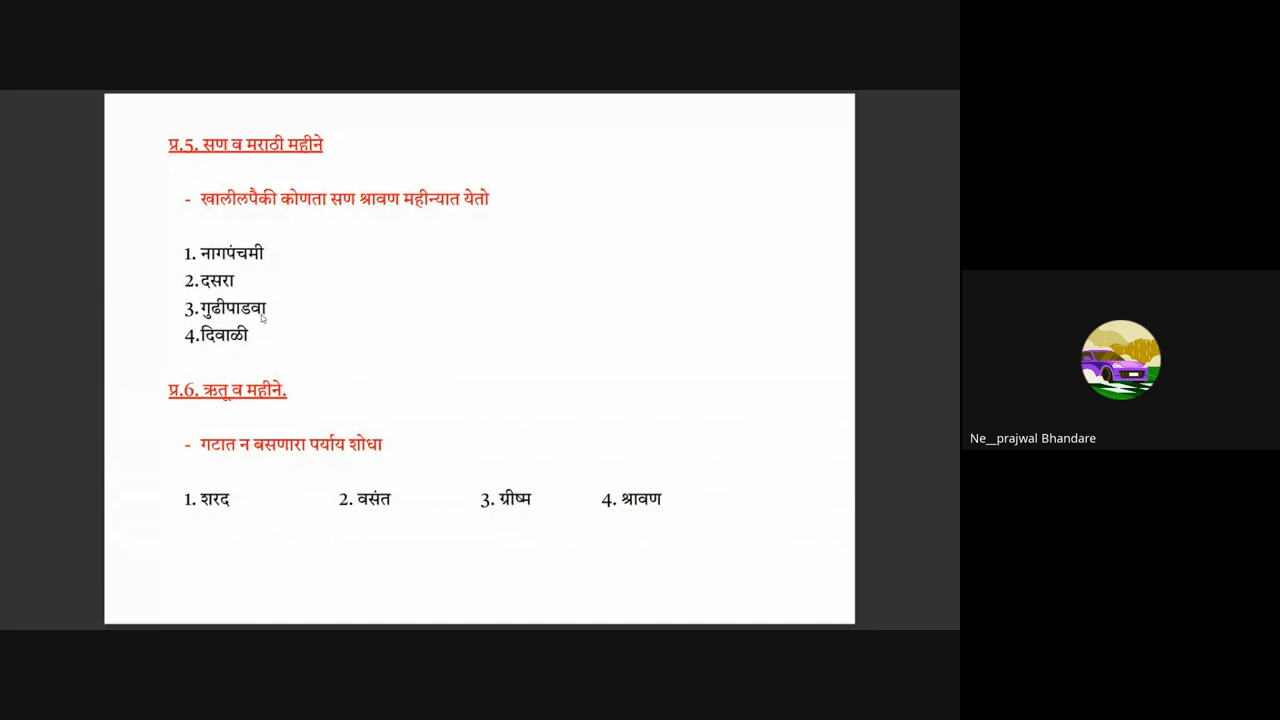 प्र.5. सण व मराठी महीने
- खालीलपैकी कोणता सण श्रावण महीन्यात येतो
1. नागपंचमी
2. दसरा
3. गुढीपाडवा
4. दिवाळी
प्र.6. ऋतू व महीने.
- गटात न बसणारा पर्याय शोधा
1. शरद 2. वसंत 3. ग्रीष्म 4. श्रावण
Ne__prajwal Bhandare